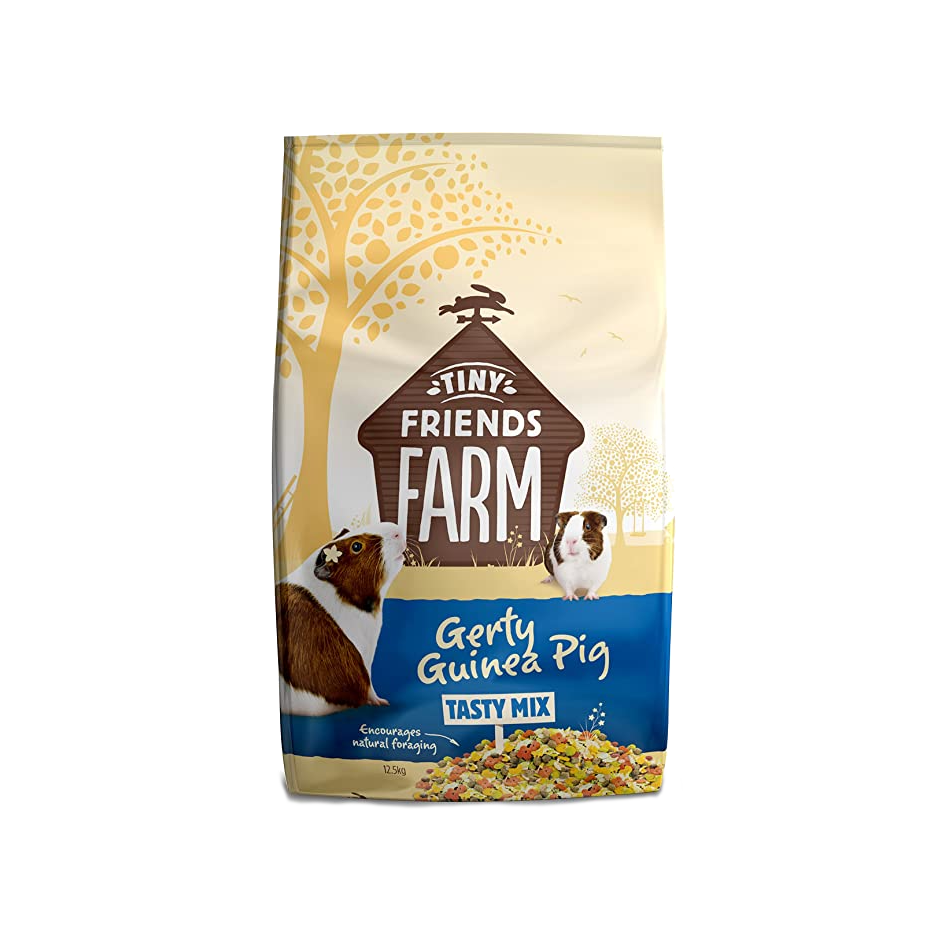 TINY
FRIENDS
FARM
Gerty
Guinea Pig
TASTY MIX
Encourages
natural foraging
12.5kg